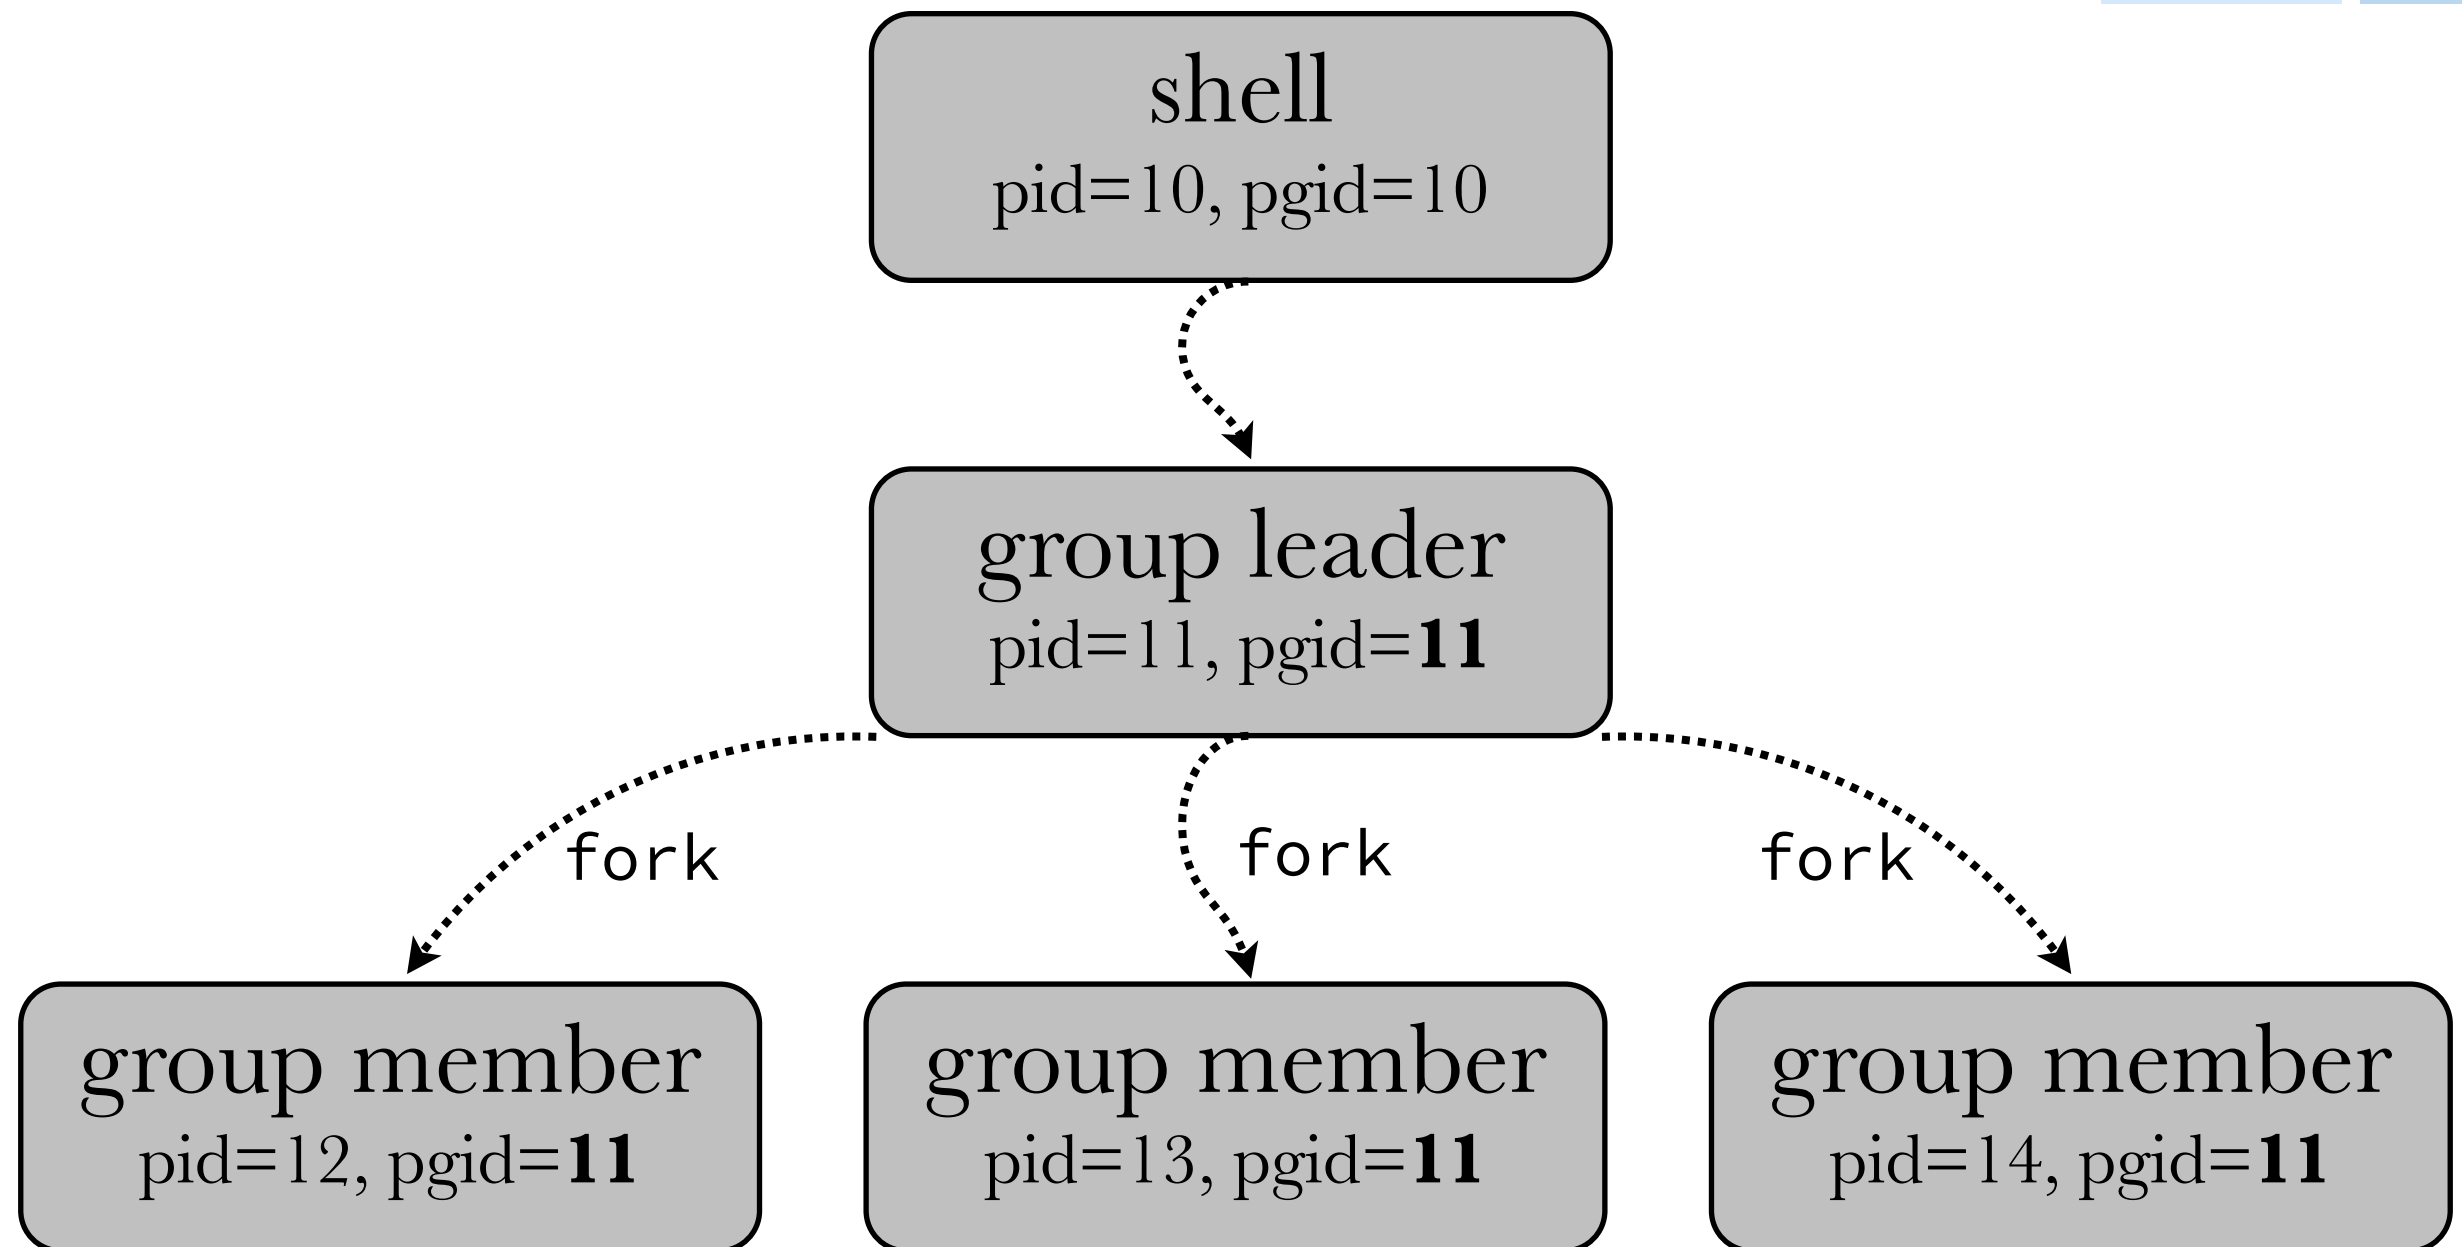 shell
pid=10, pgid=10
group leader
pid=11, pgid=11
fork
fork
fork
group member
pid=12, pgid=11
group member
pid=13, pgid=11
group member
pid=14, pgid=11